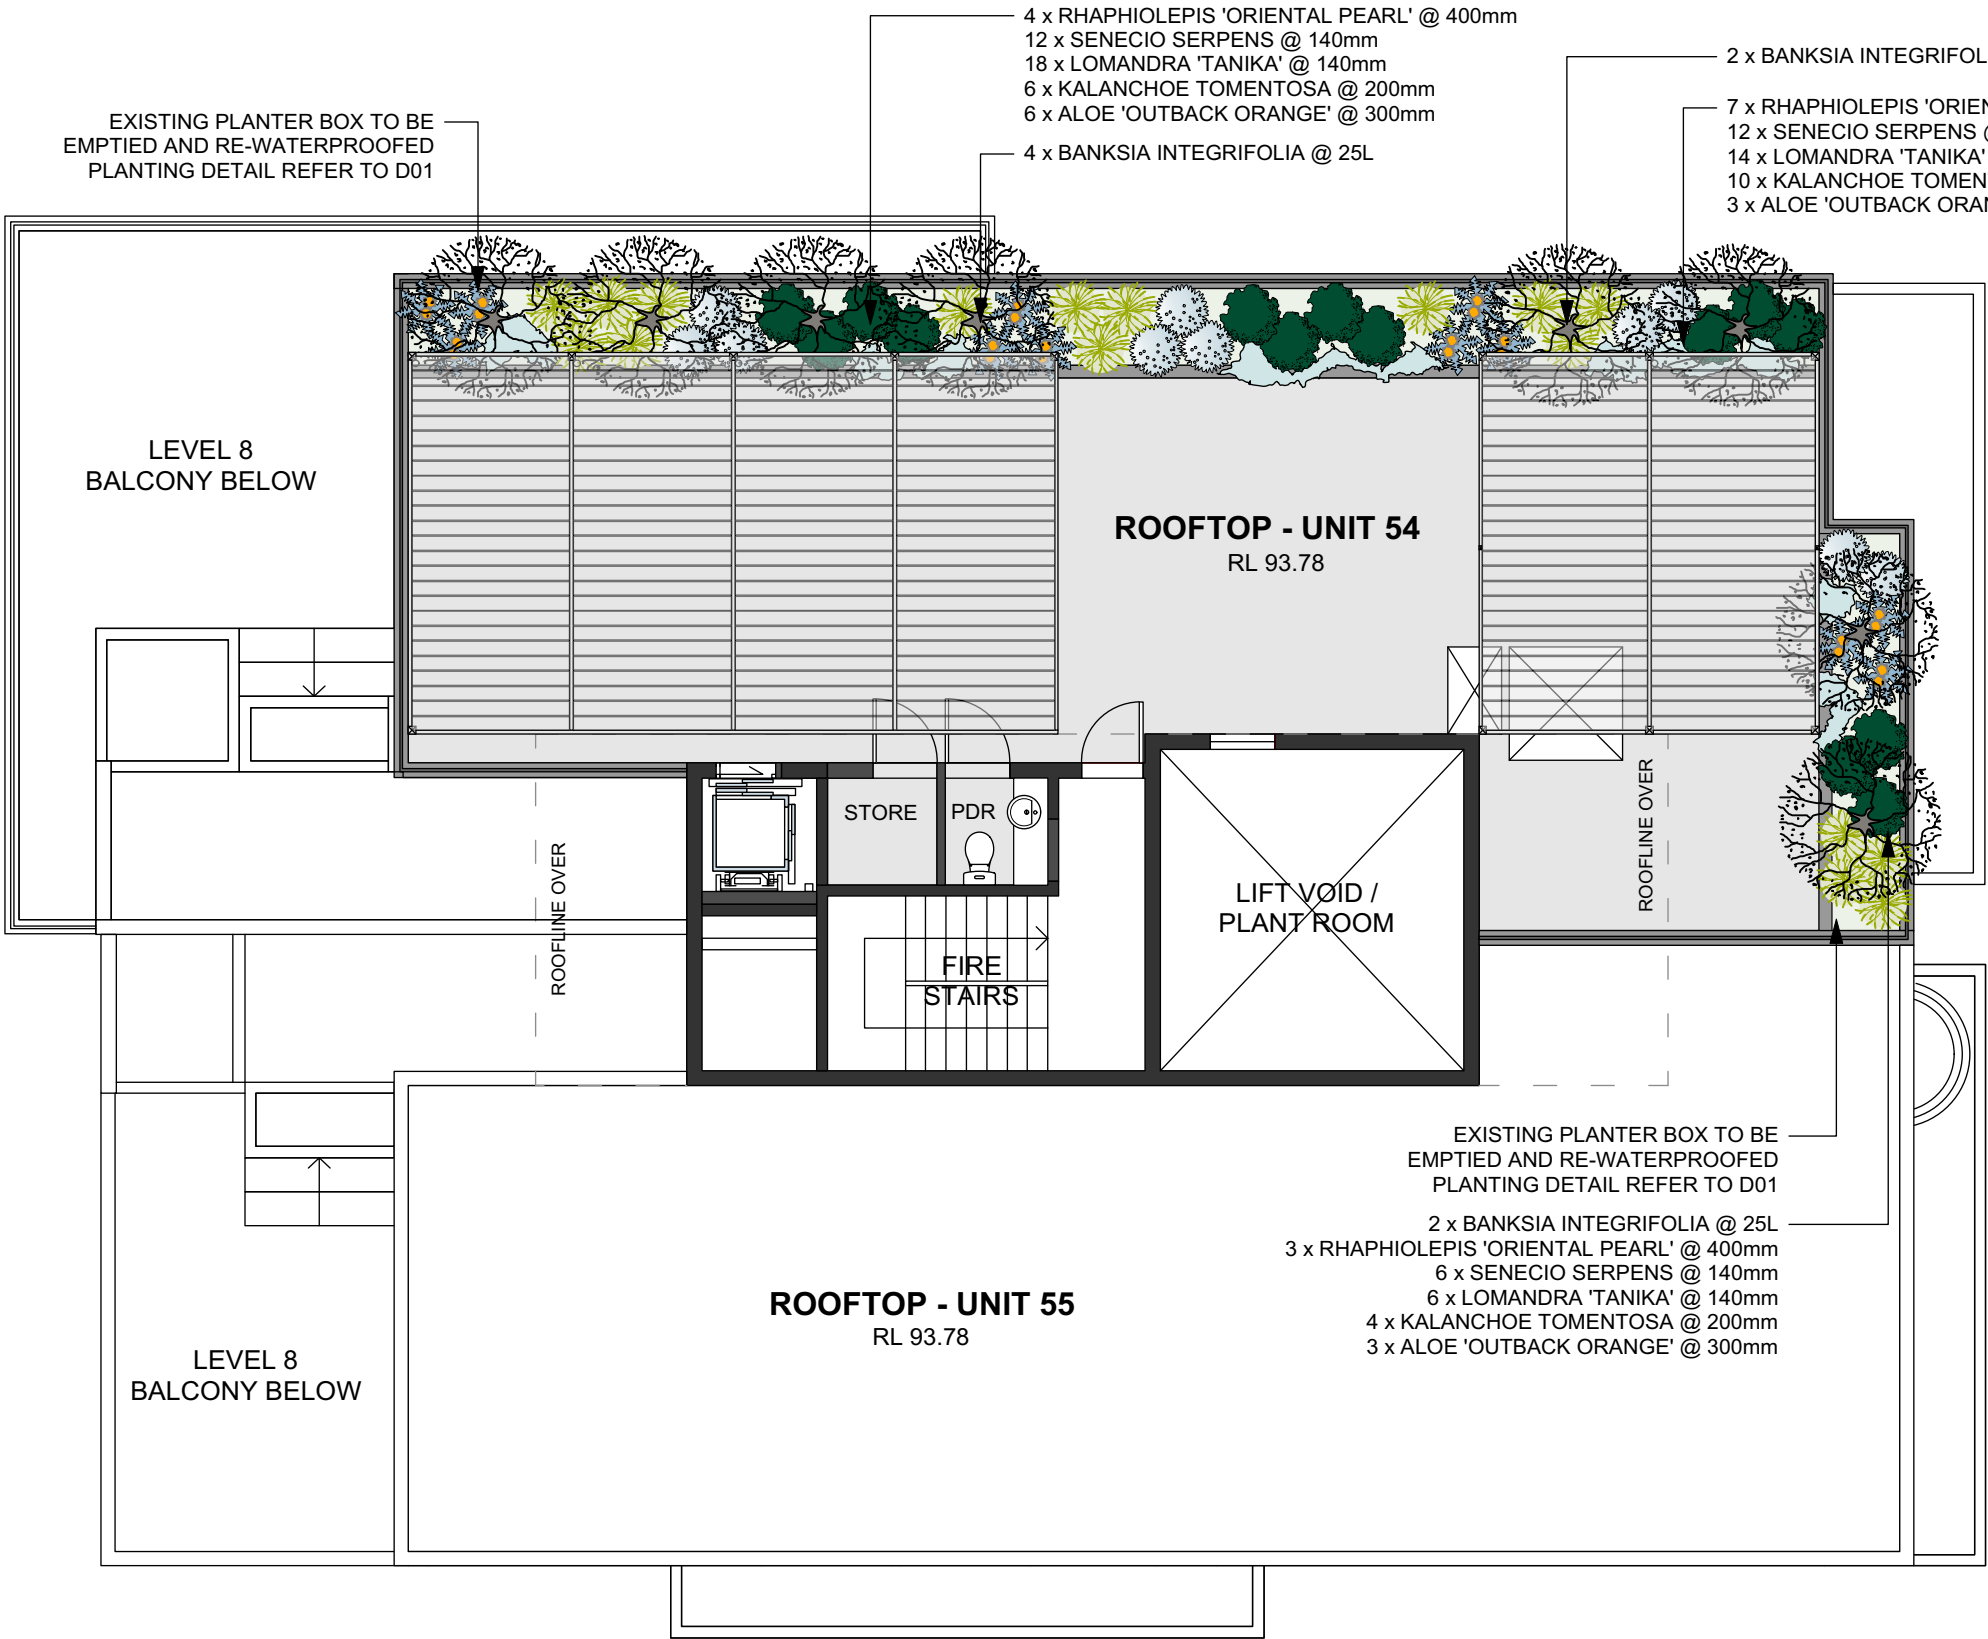 4 x RHAPHIOLEPIS 'ORIENTAL PEARL' @ 400mm
12 x SENECIO SERPENS @ 140mm
18 x LOMANDRA 'TANIKA' @ 140mm
6 x KALANCHOE TOMENTOSA @ 200mm
6 x ALOE 'OUTBACK ORANGE' @ 300mm
4 x BANKSIA INTEGRIFOLIA @ 25L
2 x BANKSIA INTEGRIFOL
7 x RHAPHIOLEPIS 'ORIEN
12 x SENECIO SERPENS @
14 x LOMANDRA 'TANIKA'
10 x KALANCHOE TOMEN
3 x ALOE 'OUTBACK ORAN
EXISTING PLANTER BOX TO BE
EMPTIED AND RE-WATERPROOFED
PLANTING DETAIL REFER TO D01
LEVEL 8
BALCONY BELOW
ROOFTOP - UNIT 54
RL 93.78
STORE
PDR
ROOFLINE OVER
ROOFLINE OVER
LIFT VOID /
PLANT ROOM
FIRE
STAIRS
EXISTING PLANTER BOX TO BE
EMPTIED AND RE-WATERPROOFED
PLANTING DETAIL REFER TO D01
2 x BANKSIA INTEGRIFOLIA @ 25L
3 x RHAPHIOLEPIS 'ORIENTAL PEARL' @ 400mm
6 x SENECIO SERPENS @ 140mm
6 x LOMANDRA 'TANIKA' @ 140mm
4 x KALANCHOE TOMENTOSA @ 200mm
3 x ALOE 'OUTBACK ORANGE' @ 300mm
ROOFTOP - UNIT 55
RL 93.78
LEVEL 8
BALCONY BELOW